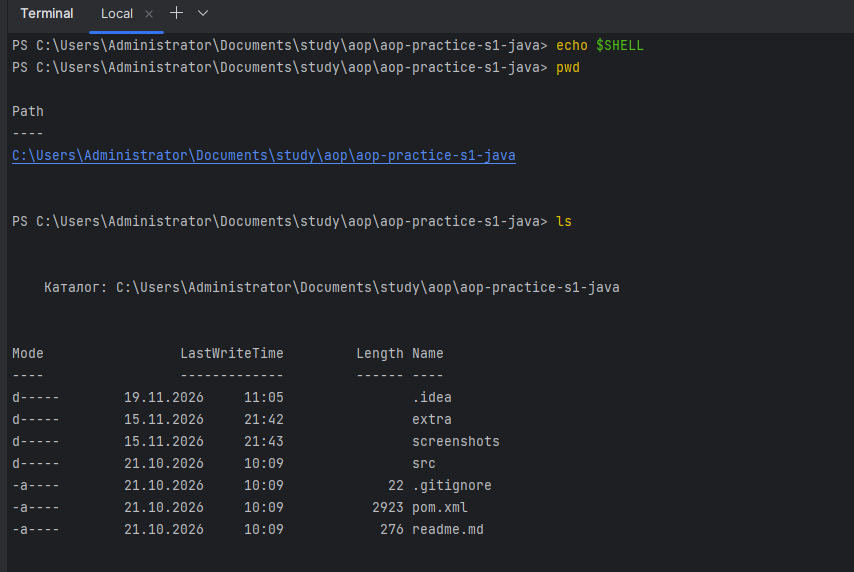 Terminal Local
PS C:\Users\Administrator\Documents\study\aop\aop-practice-s1-java> echo $SHELL
PS C:\Users\Administrator\Documents\study\aop\aop-practice-s1-java> pwd
Path
----
C:\Users\Administrator\Documents\study\aop\aop-practice-s1-java
PS C:\Users\Administrator\Documents\study\aop\aop-practice-s1-java> ls
Каталог: C:\Users\Administrator\Documents\study\aop\aop-practice-s1-java
Mode LastWriteTime Length Name
---- ------------- ------ ----
d----- 19.11.2026 11:05 .idea
d----- 15.11.2026 21:42 extra
d----- 15.11.2026 21:43 screenshots
d----- 21.10.2026 10:09 src
-a---- 21.10.2026 10:09 22 .gitignore
-a---- 21.10.2026 10:09 2923 pom.xml
-a---- 21.10.2026 10:09 276 readme.md